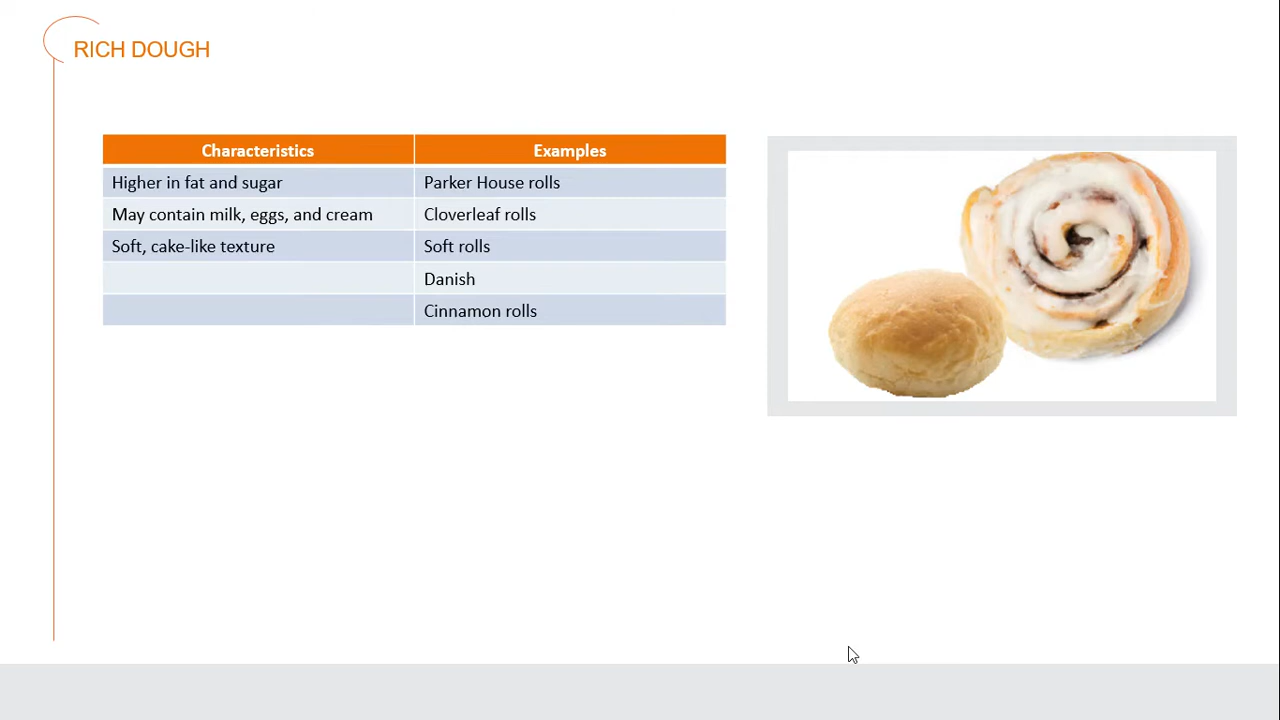 RICH DOUGH
Characteristics Examples
Higher in fat and sugar Parker House rolls
May contain milk, eggs, and cream Cloverleaf rolls
Soft, cake-like texture Soft rolls
Danish
Cinnamon rolls